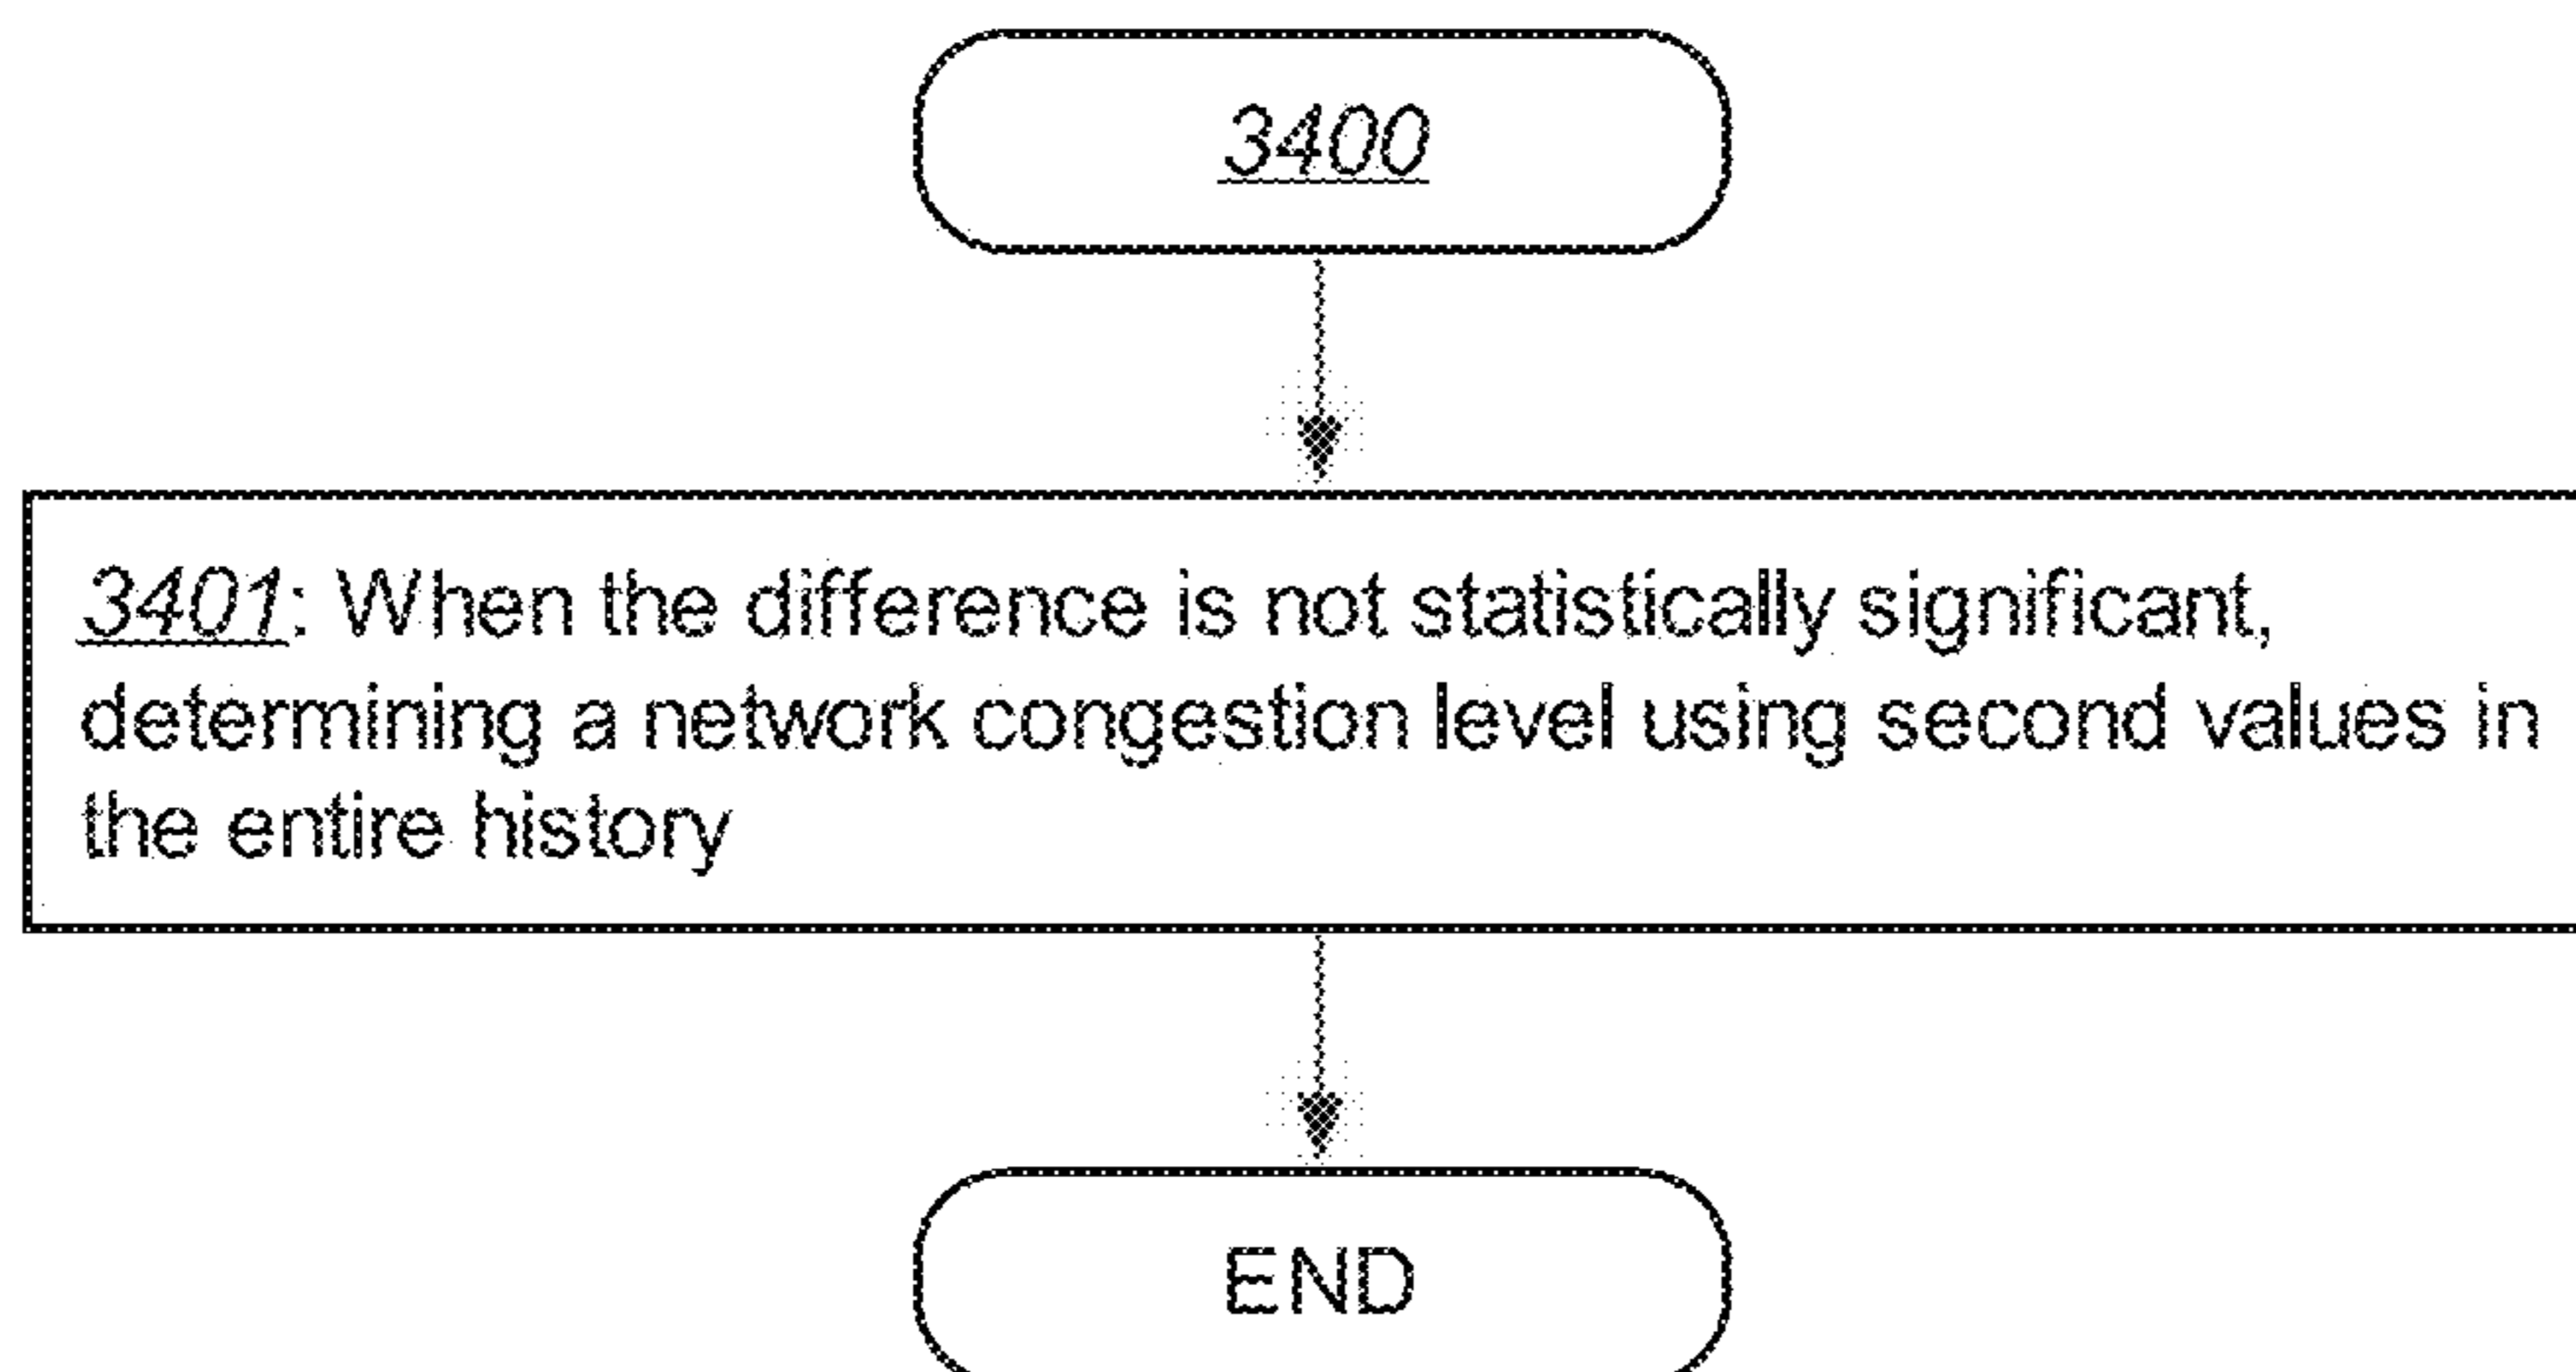 3400
3401: When the difference is not statistically significant,
determining a network congestion level using second values in
the entire history
END